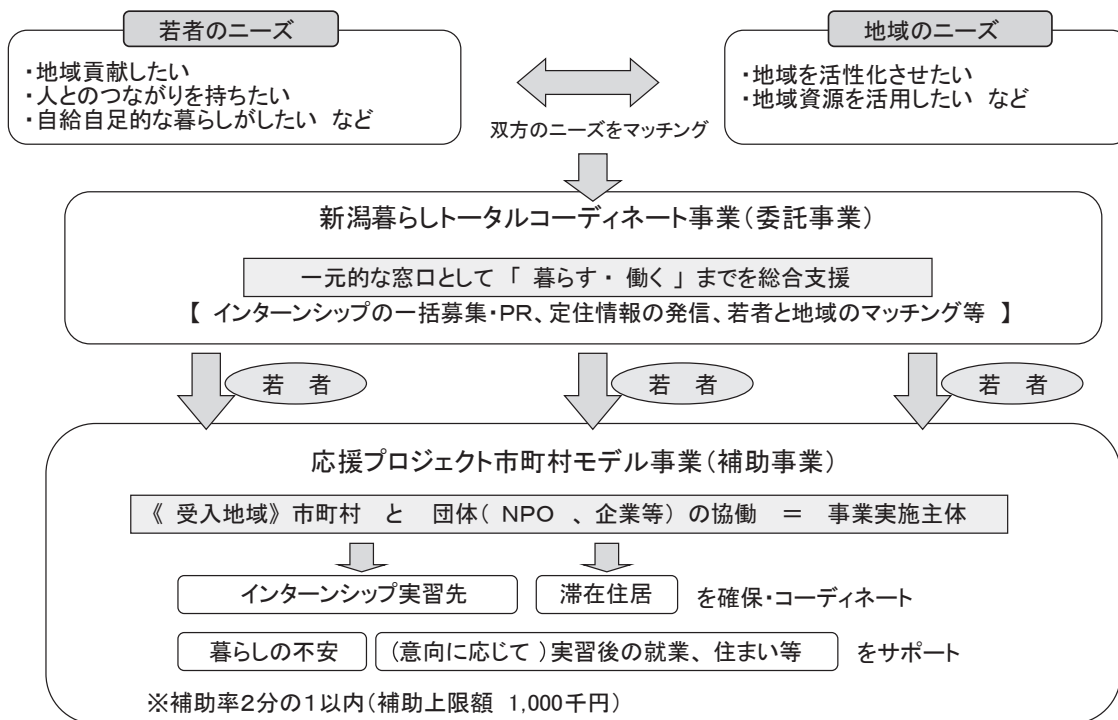 若者のニーズ
・地域貢献したい
・人とのつながりを持ちたい
・自給自足的な暮らしがしたい など
地域のニーズ
・地域を活性化させたい
・地域資源を活用したい など
双方のニーズをマッチング
新潟暮らしトータルコーディネート事業(委託事業)
一元的な窓口として 「 暮らす・ 働く 」 までを総合支援
【 インターンシップの一括募集・PR、定住情報の発信、若者と地域のマッチング等 】
若 者
若 者
若 者
応援プロジェクト市町村モデル事業(補助事業)
《 受入地域》 市町村 と 団体( NPO 、企業等) の協働 = 事業実施主体
インターンシップ実習先 滞在住居 を確保・コーディネート
暮らしの不安 (意向に応じて )実習後の就業、住まい等 をサポート
※補助率2分の1以内(補助上限額 1,000千円)